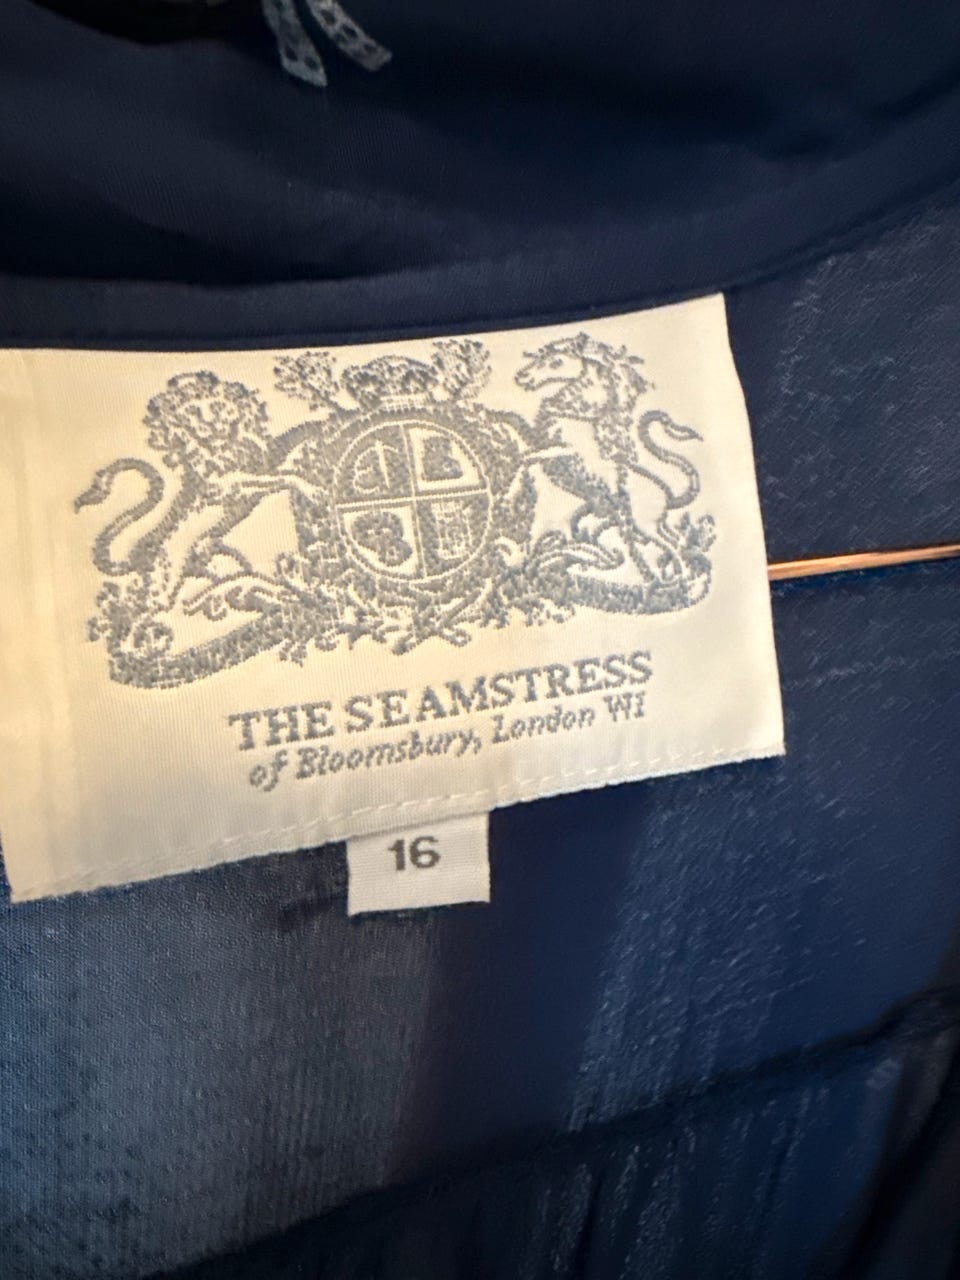 THE SEAMSTRESS
of Bloomsbury, London W1
16